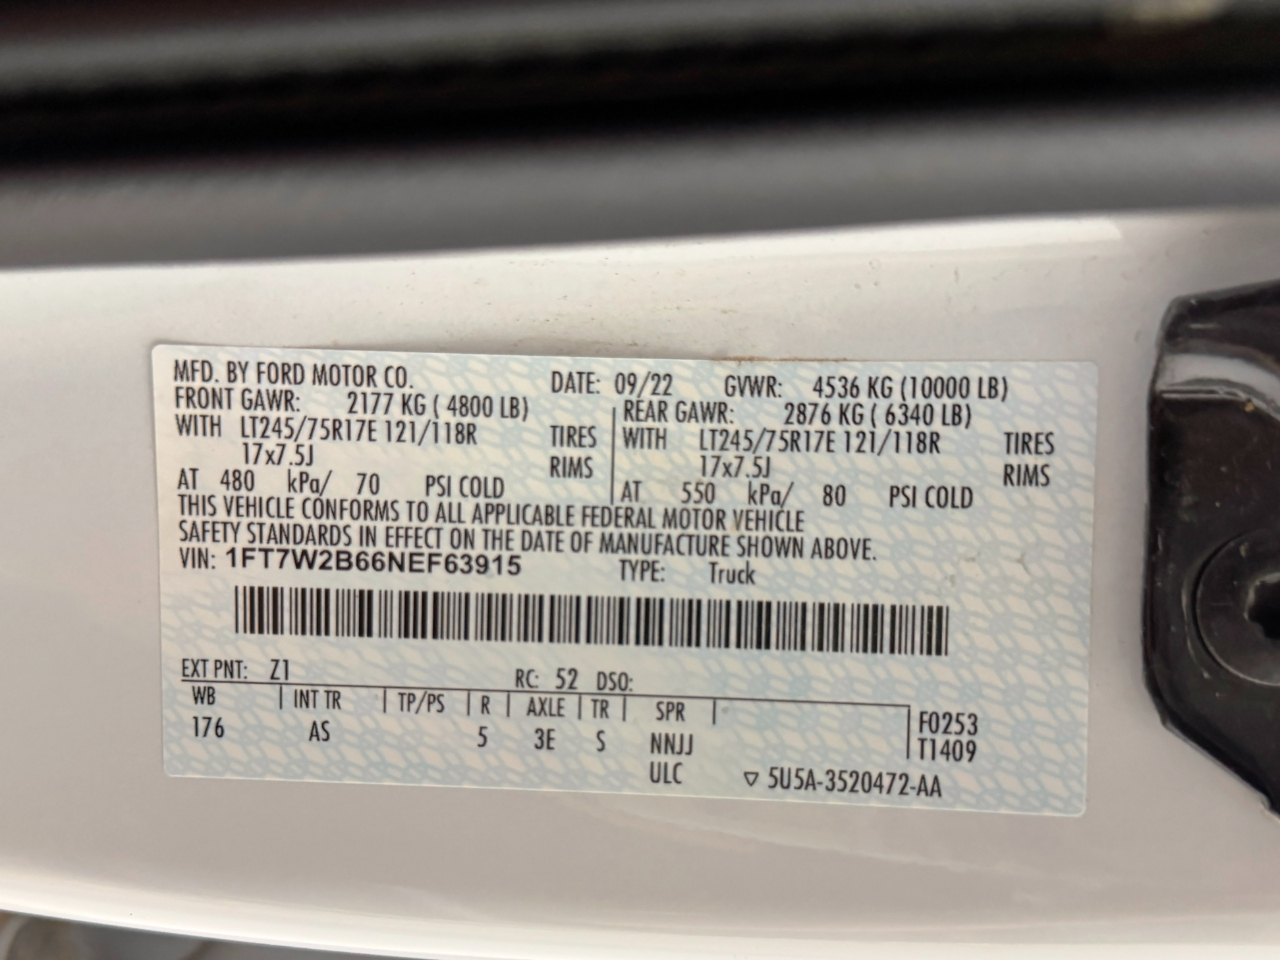 MFD. BY FORD MOTOR CO. DATE: 09/22 GVWR: 4536 KG (10000 LB)
FRONT GAWR: 2177 KG ( 4800 LB) REAR GAWR: 2876 KG ( 6340 LB)
WITH LT245/75R17E 121/118R TIRES WITH LT245/75R17E 121/118R TIRES
17x7.5J RIMS 17x7.5J RIMS
AT 480 kPa/ 70 PSI COLD AT 550 kPa/ 80 PSI COLD
THIS VEHICLE CONFORMS TO ALL APPLICABLE FEDERAL MOTOR VEHICLE
SAFETY STANDARDS IN EFFECT ON THE DATE OF MANUFACTURE SHOWN ABOVE.
VIN: 1FT7W2B66NEF63915 TYPE: Truck
EXT PNT: Z1 RC: 52 DSO:
WB INT TR TP/PS R AXLE TR SPR F0253
176 AS 5 3E S NNJJ T1409
ULC ▽ 5U5A-3520472-AA